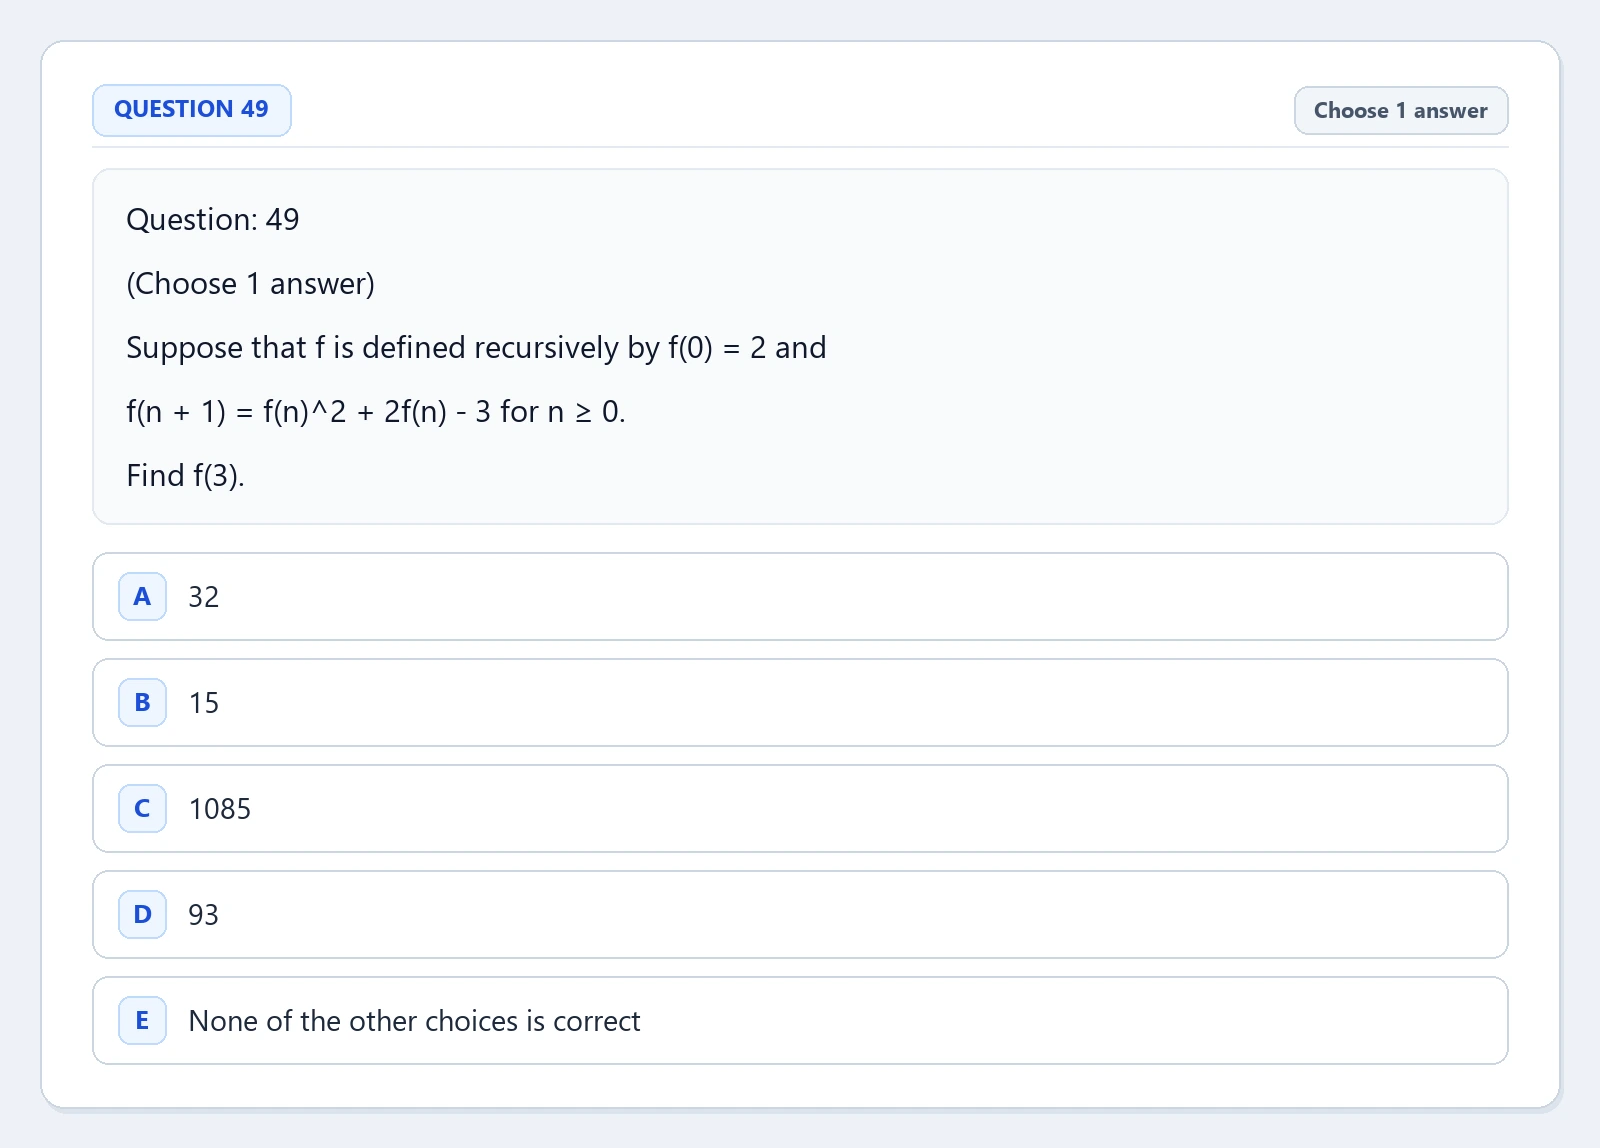 QUESTION 49
Choose 1 answer
Question: 49
(Choose 1 answer)
Suppose that f is defined recursively by f(0) = 2 and
f(n + 1) = f(n)^2 + 2f(n) - 3 for n ≥ 0.
Find f(3).
A 32
B 15
C 1085
D 93
E None of the other choices is correct